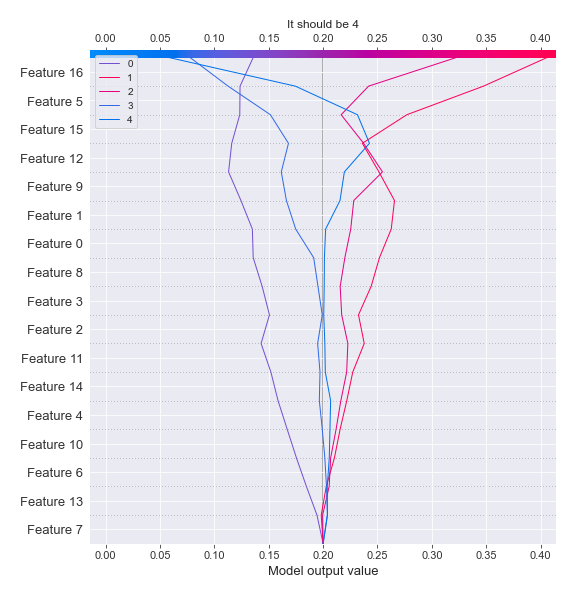 It should be 4
0.00 0.05 0.10 0.15 0.20 0.25 0.30 0.35 0.40
0
1
2
3
4
Feature 16
Feature 5
Feature 15
Feature 12
Feature 9
Feature 1
Feature 0
Feature 8
Feature 3
Feature 2
Feature 11
Feature 14
Feature 4
Feature 10
Feature 6
Feature 13
Feature 7
0.00 0.05 0.10 0.15 0.20 0.25 0.30 0.35 0.40
Model output value